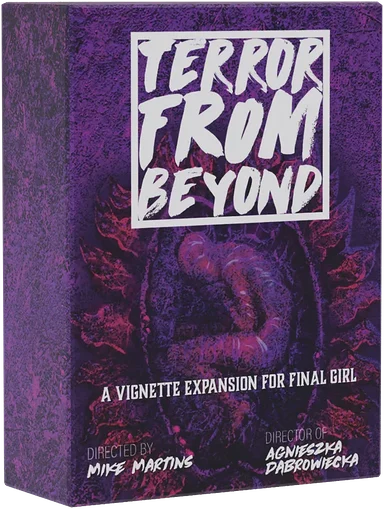 TERROR
FROM
BEYOND
A VIGNETTE EXPANSION FOR FINAL GIRL
DIRECTED BY
MIKE MARTINS
DIRECTOR OF
AGNIESZKA
DABROWIECKA